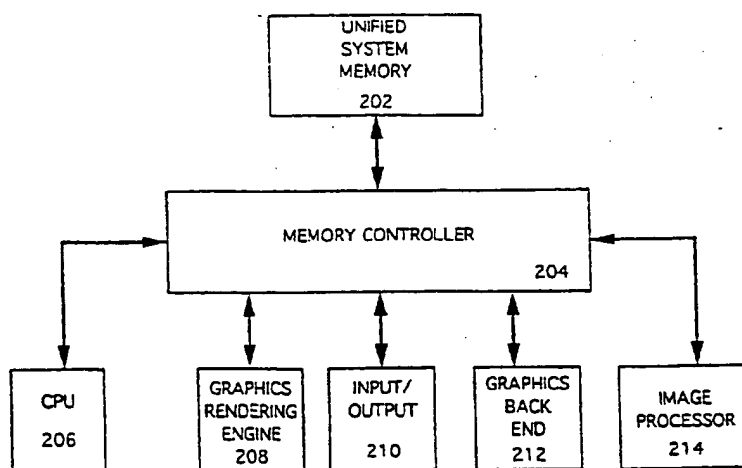 UNIFIED
SYSTEM
MEMORY
202
MEMORY CONTROLLER
204
CPU
206
GRAPHICS
RENDERING
ENGINE
208
INPUT/
OUTPUT
210
GRAPHICS
BACK
END
212
IMAGE
PROCESSOR
214